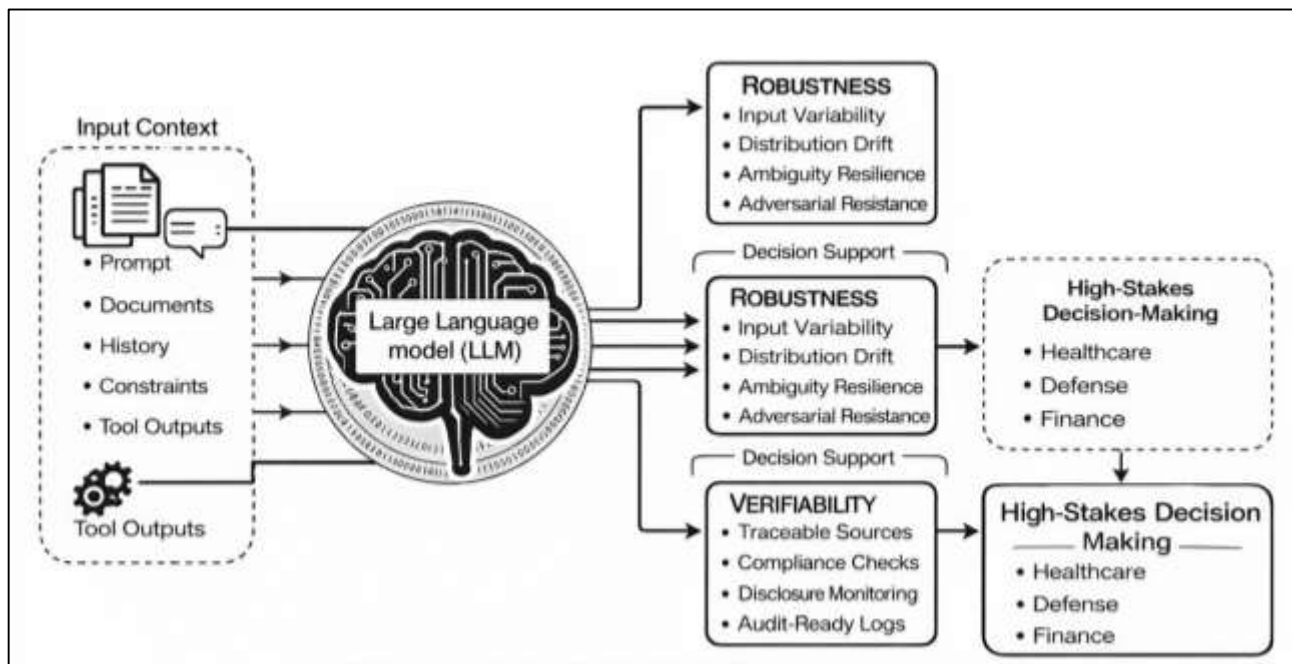 Input Context
• Prompt
• Documents
• History
• Constraints
• Tool Outputs
Tool Outputs
Large Language
model (LLM)
ROBUSTNESS
• Input Variability
• Distribution Drift
• Ambiguity Resilience
• Adversarial Resistance
Decision Support
ROBUSTNESS
• Input Variability
• Distribution Drift
• Ambiguity Resilience
• Adversarial Resistance
Decision Support
VERIFIABILITY
• Traceable Sources
• Compliance Checks
• Disclosure Monitoring
• Audit-Ready Logs
High-Stakes
Decision-Making
• Healthcare
• Defense
• Finance
High-Stakes Decision
Making
• Healthcare
• Defense
• Finance